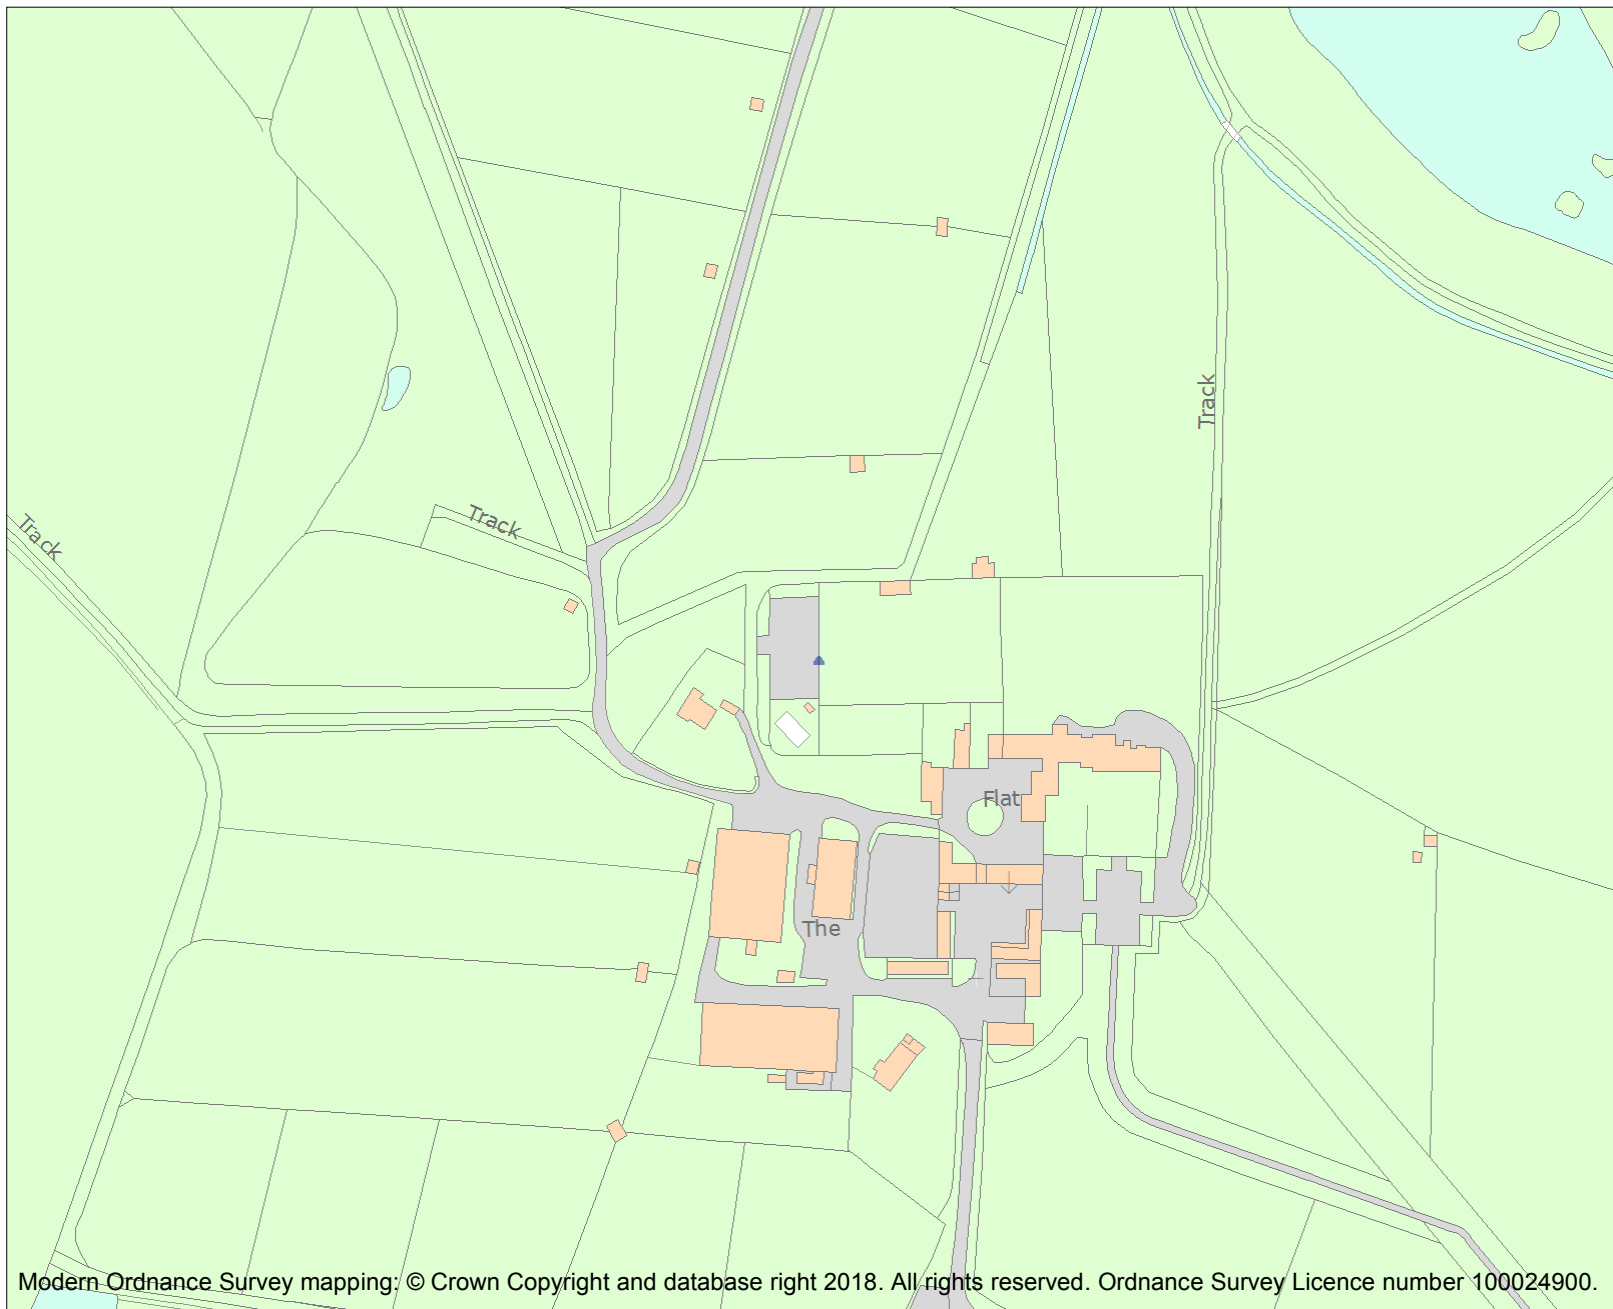 Track
Track
Track
Flat
The
Modern Ordnance Survey mapping: © Crown Copyright and database right 2018. All rights reserved. Ordnance Survey Licence number 100024900.